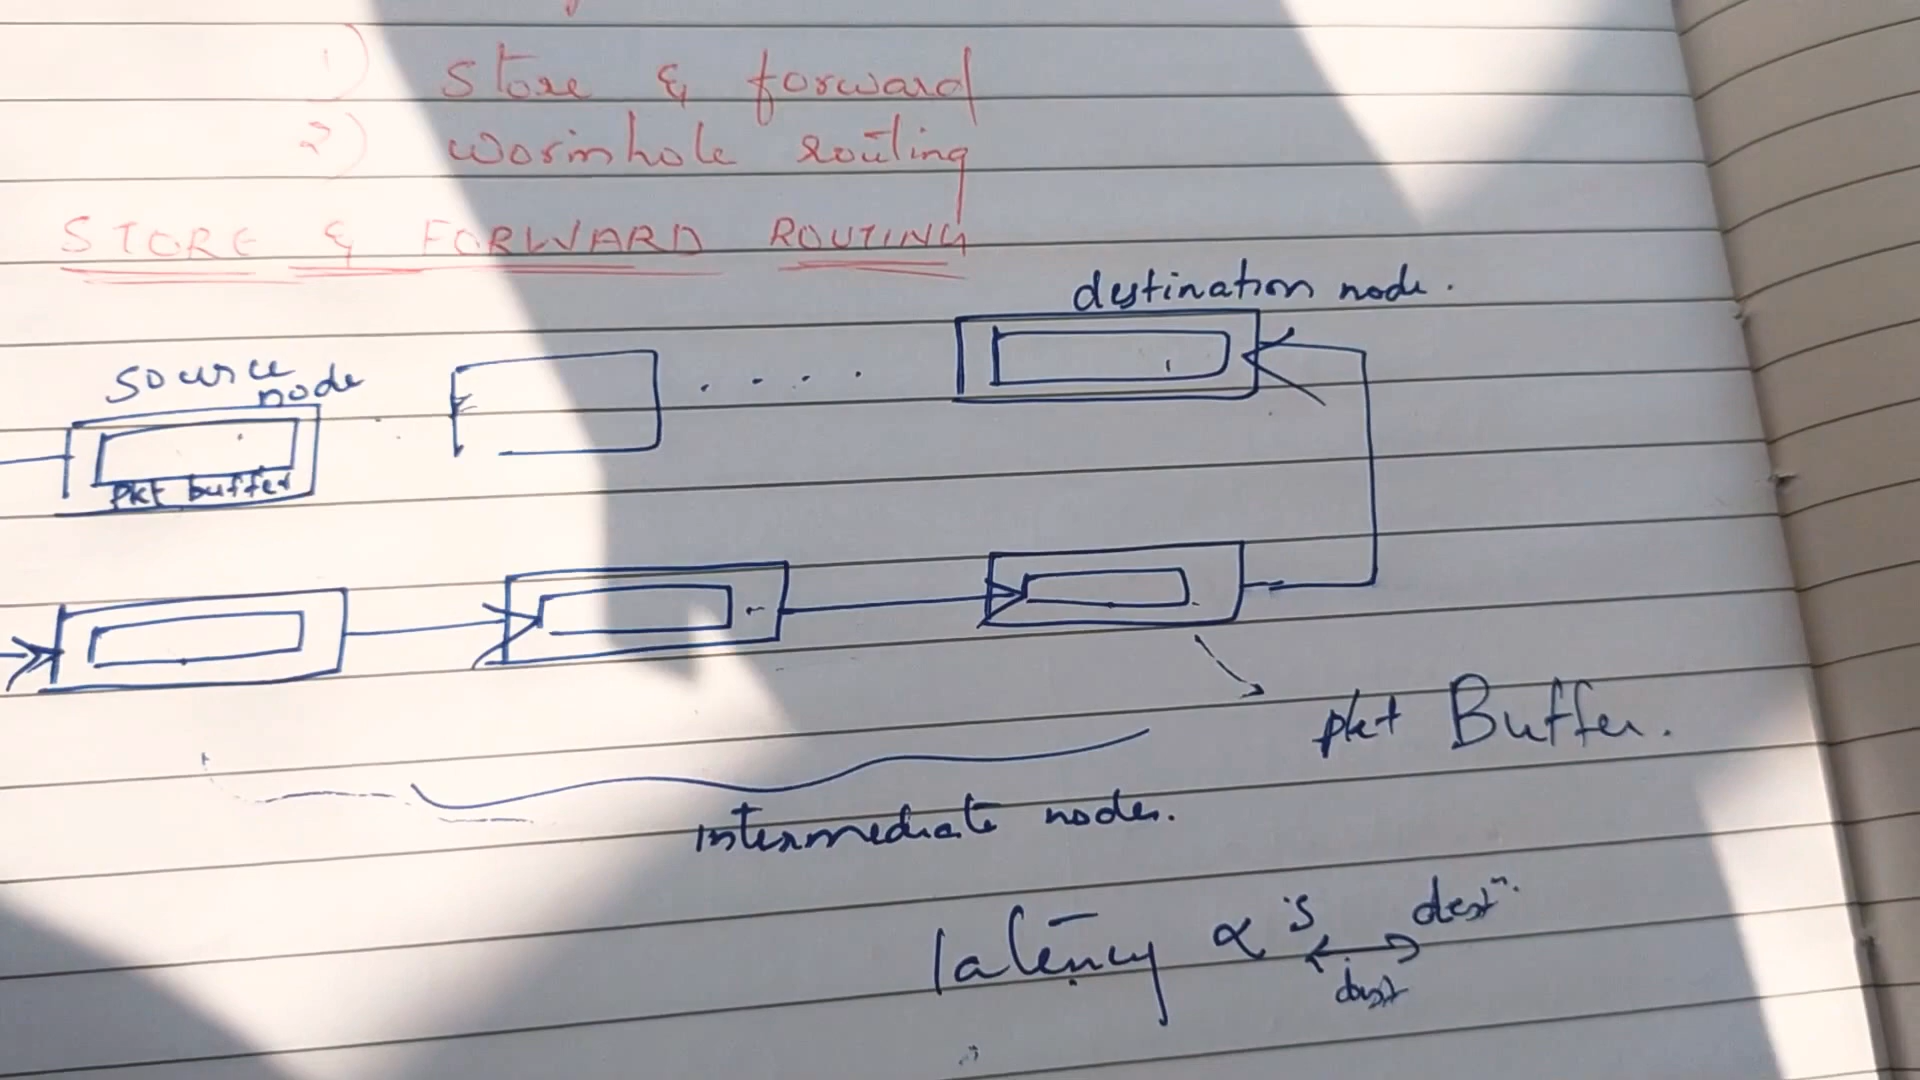 1) Store & forward
2) wormhole routing
STORE & FORWARD ROUTING
destination node.
source node
pkt buffer
pkt Buffer.
intermediate nodes.
latency ∝ s dest^n.
dist